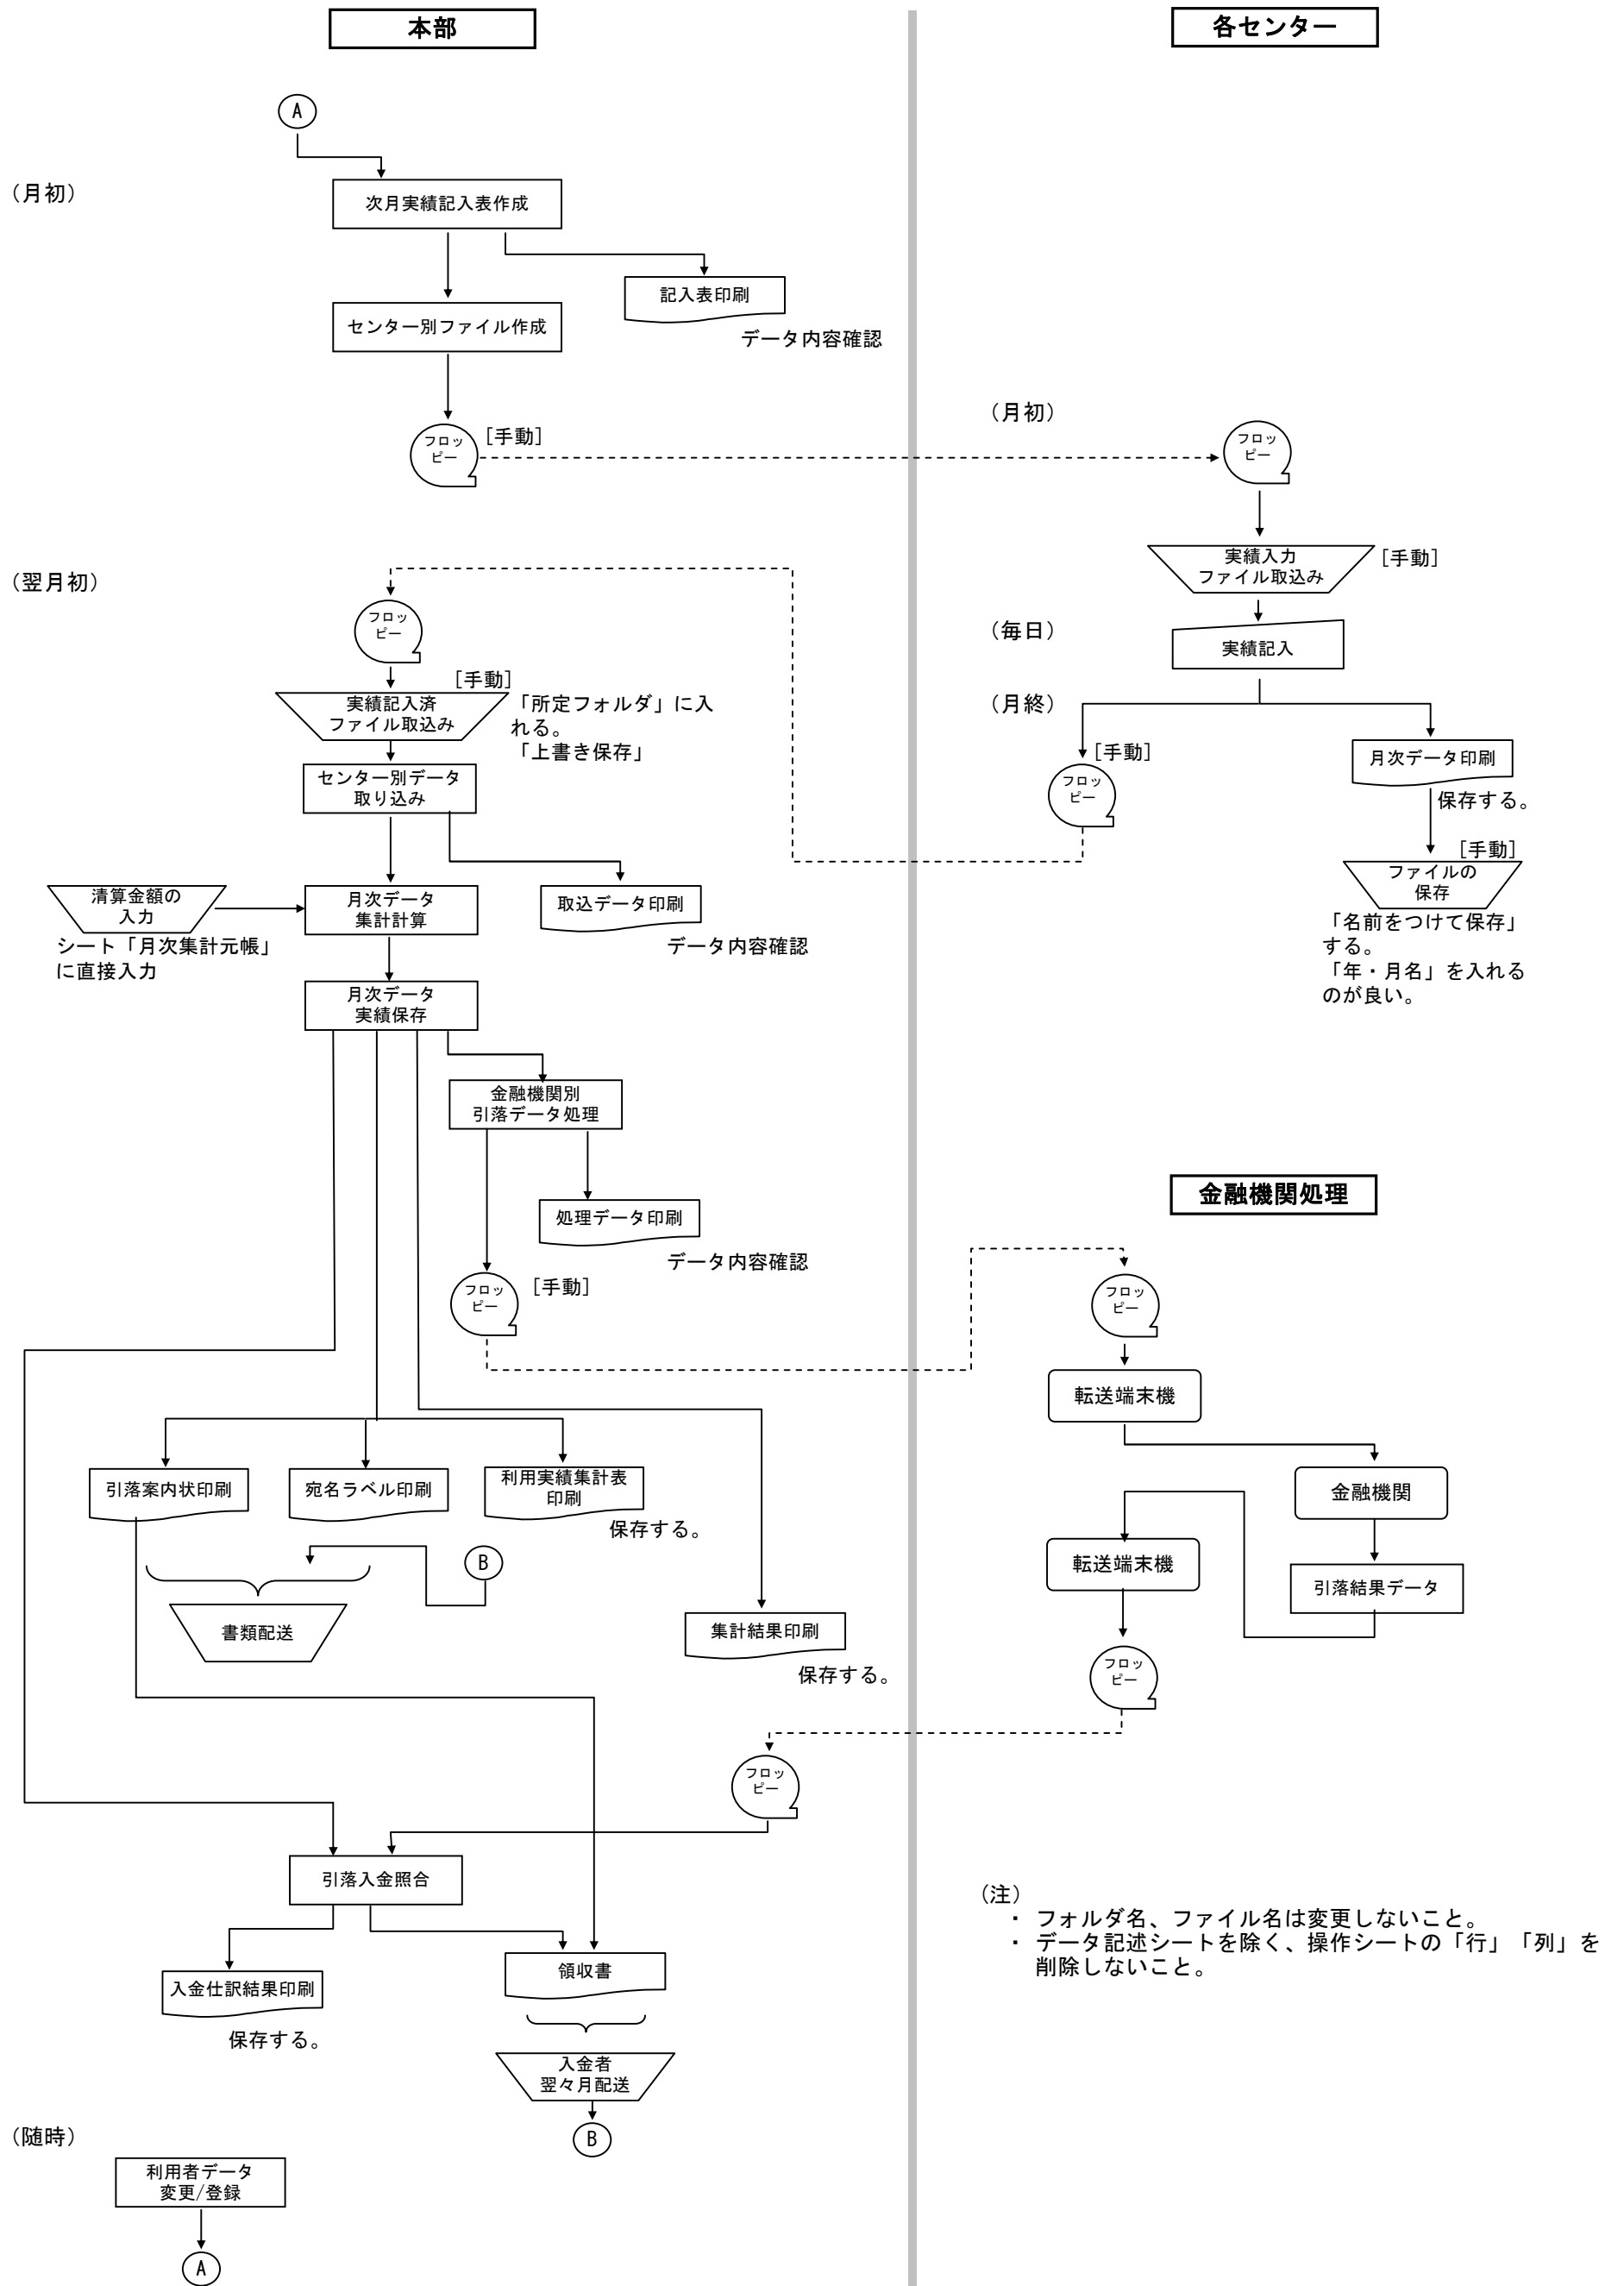 本部
各センター
A
（月初）
次月実績記入表作成
記入表印刷
データ内容確認
センター別ファイル作成
フロッ
ピー
［手動］
（月初）
フロッ
ピー
実績入力
ファイル取込み
［手動］
（毎日）
実績記入
（月終）
［手動］
フロッ
ピー
月次データ印刷
保存する。
［手動］
ファイルの
保存
「名前をつけて保存」
する。
「年・月名」を入れる
のが良い。
（翌月初）
フロッ
ピー
［手動］
実績記入済
ファイル取込み
「所定フォルダ」に入
れる。
「上書き保存」
センター別データ
取り込み
清算金額の
入力
シート「月次集計元帳」
に直接入力
月次データ
集計計算
取込データ印刷
データ内容確認
月次データ
実績保存
金融機関別
引落データ処理
処理データ印刷
データ内容確認
フロッ
ピー
［手動］
金融機関処理
フロッ
ピー
転送端末機
金融機関
引落結果データ
転送端末機
フロッ
ピー
引落案内状印刷
宛名ラベル印刷
利用実績集計表
印刷
保存する。
B
書類配送
集計結果印刷
保存する。
フロッ
ピー
引落入金照合
入金仕訳結果印刷
保存する。
領収書
入金者
翌々月配送
B
（注）
・ フォルダ名、ファイル名は変更しないこと。
・ データ記述シートを除く、操作シートの「行」「列」を
削除しないこと。
（随時）
利用者データ
変更/登録
A